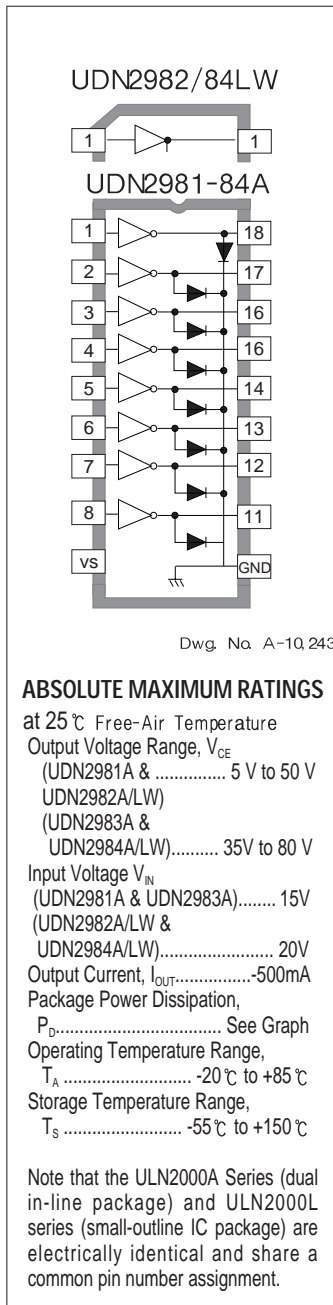 UDN2982/84LW
1 1
UDN2981-84A
1 18
2 17
3 16
4 16
5 14
6 13
7 12
8 11
vs GND
Dwg. No. A-10,243
ABSOLUTE MAXIMUM RATINGS
at 25℃ Free-Air Temperature
Output Voltage Range, VCE
(UDN2981A & ............... 5 V to 50 V
UDN2982A/LW)
(UDN2983A &
UDN2984A/LW).......... 35V to 80 V
Input Voltage VIN
(UDN2981A & UDN2983A)........ 15V
(UDN2982A/LW &
UDN2984A/LW)....................... 20V
Output Current, IOUT.................-500mA
Package Power Dissipation,
PD.................................. See Graph
Operating Temperature Range,
TA .......................... -20℃ to +85℃
Storage Temperature Range,
TS ........................ -55℃ to +150℃
Note that the ULN2000A Series (dual
in-line package) and ULN2000L
series (small-outline IC package) are
electrically identical and share a
common pin number assignment.